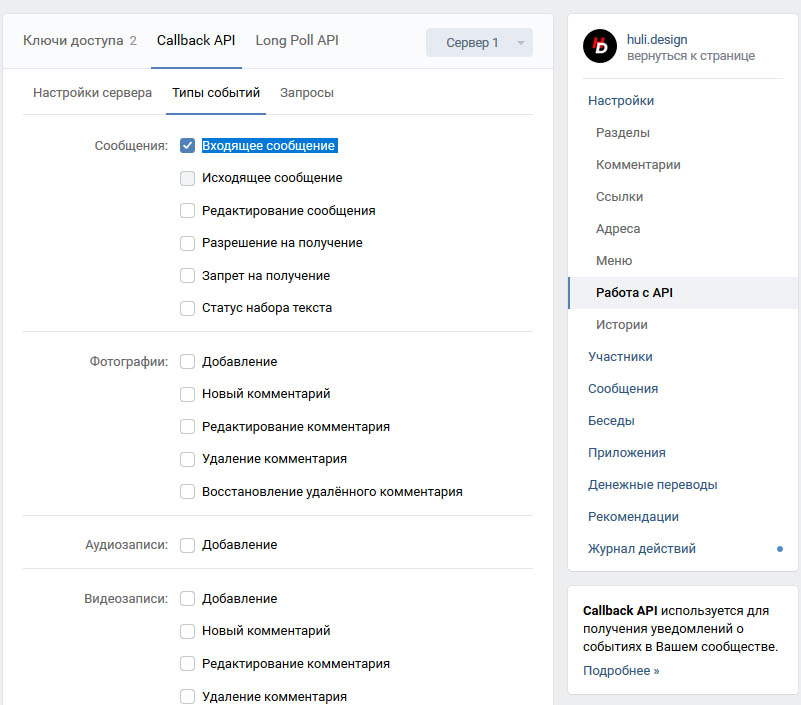 Ключи доступа 2 Callback API Long Poll API Сервер 1
Настройки сервера Типы событий Запросы
Сообщения: Входящее сообщение
Исходящее сообщение
Редактирование сообщения
Разрешение на получение
Запрет на получение
Статус набора текста
Фотографии: Добавление
Новый комментарий
Редактирование комментария
Удаление комментария
Восстановление удалённого комментария
Аудиозаписи: Добавление
Видеозаписи: Добавление
Новый комментарий
Редактирование комментария
Удаление комментария
HD
huli.design
вернуться к странице
Настройки
Разделы
Комментарии
Ссылки
Адреса
Меню
Работа с API
Истории
Участники
Сообщения
Беседы
Приложения
Денежные переводы
Рекомендации
Журнал действий
Callback API используется для
получения уведомлений о
событиях в Вашем сообществе.
Подробнее »